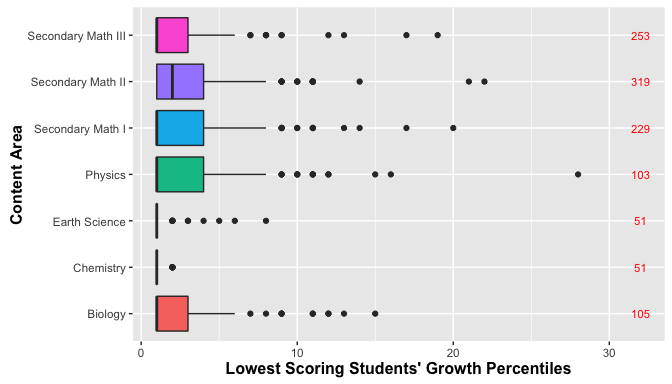 Content Area
Secondary Math III 253
Secondary Math II 319
Secondary Math I 229
Physics 103
Earth Science 51
Chemistry 51
Biology 105
0 10 20 30
Lowest Scoring Students' Growth Percentiles